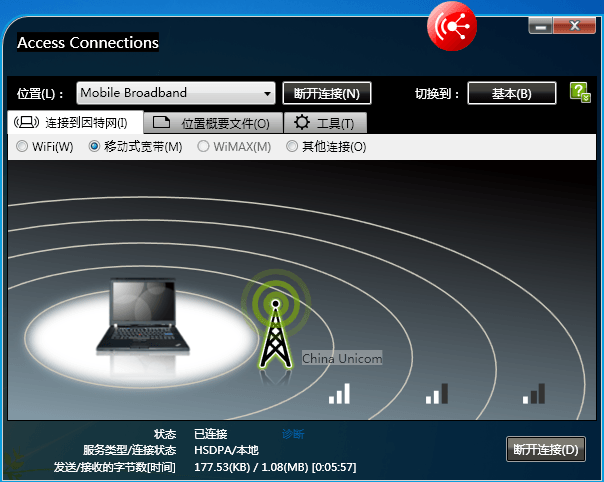 Access Connections
位置(L)： Mobile Broadband 断开连接(N) 切换到： 基本(B)
连接到因特网(I) 位置概要文件(O) 工具(T)
WiFi(W) 移动式宽带(M) WiMAX(M) 其他连接(O)
China Unicom
状态 已连接 诊断
服务类型/连接状态 HSDPA/本地
发送/接收的字节数[时间] 177.53(KB) / 1.08(MB) [0:05:57]
断开连接(D)